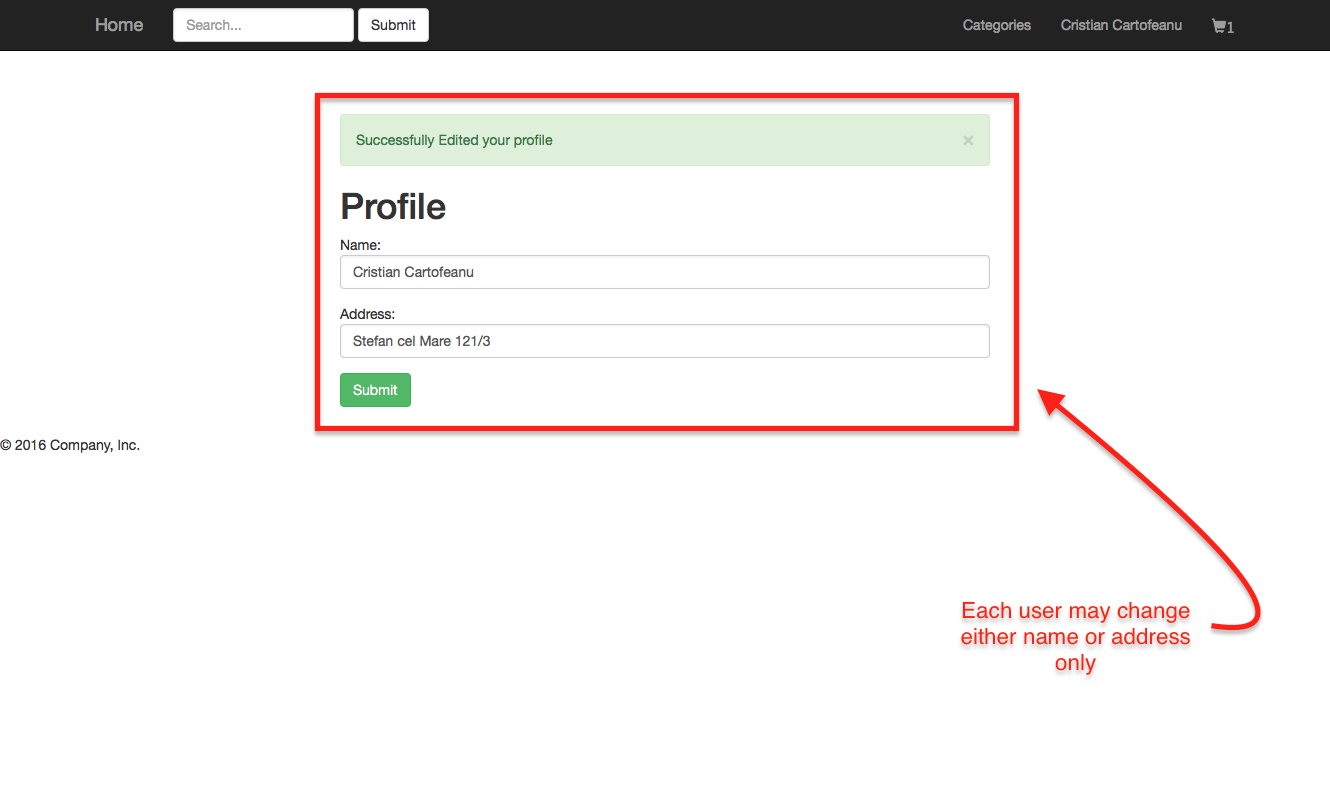 Home Search... Submit Categories Cristian Cartofeanu 1
Successfully Edited your profile ×
Profile
Name:
Cristian Cartofeanu
Address:
Stefan cel Mare 121/3
Submit
© 2016 Company, Inc.
Each user may change
either name or address
only